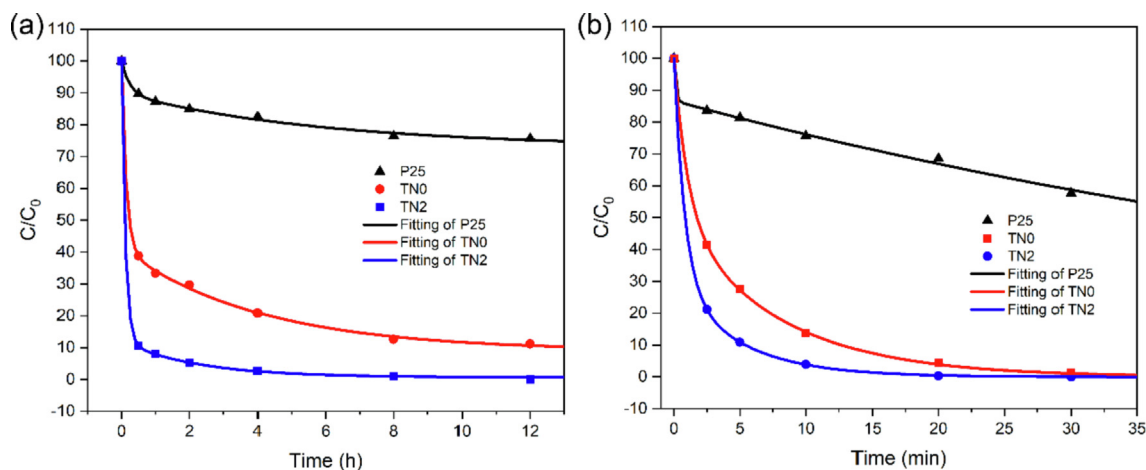 (a)
C/C0
110
100
90
80
70
60
50
40
30
20
10
0
-10
P25
TN0
TN2
Fitting of P25
Fitting of TN0
Fitting of TN2
0
2
4
6
8
10
12
Time (h)
(b)
C/C0
110
100
90
80
70
60
50
40
30
20
10
0
-10
P25
TN0
TN2
Fitting of P25
Fitting of TN0
Fitting of TN2
0
5
10
15
20
25
30
35
Time (min)